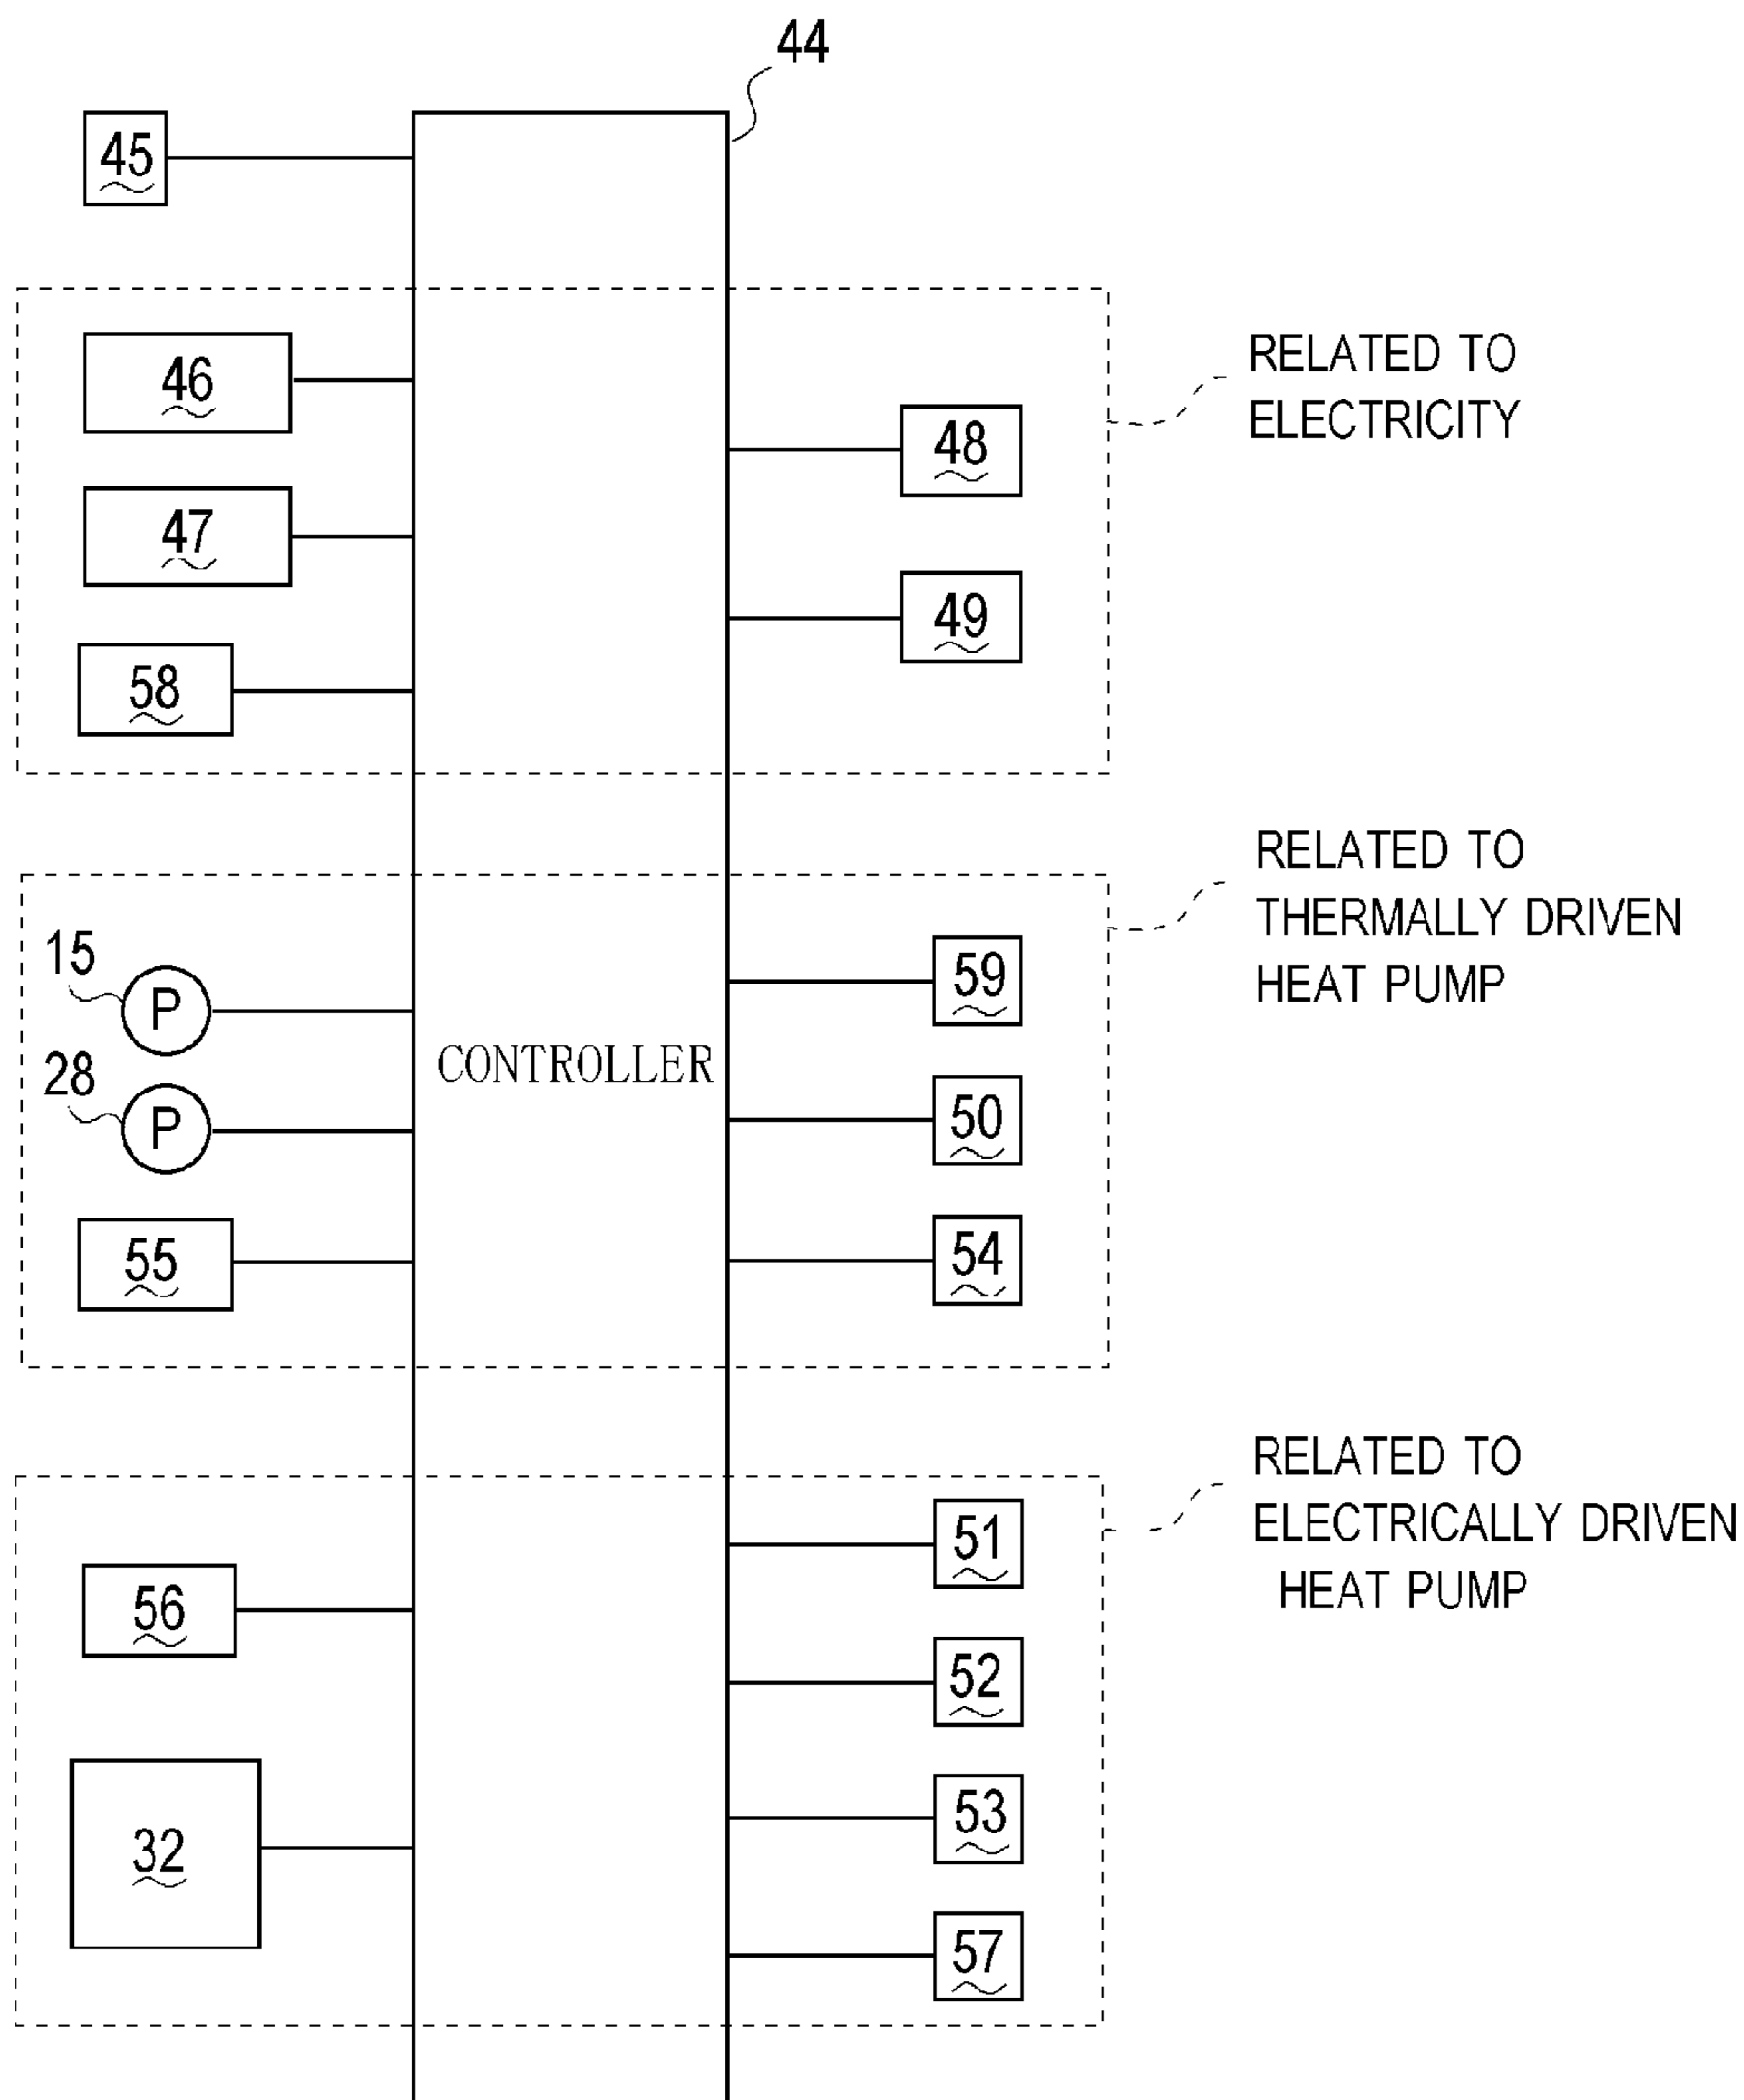 44
45
46
RELATED TO
ELECTRICITY
48
47
49
58
RELATED TO
THERMALLY DRIVEN
HEAT PUMP
15
P
59
CONTROLLER
28
P
50
55
54
RELATED TO
ELECTRICALLY DRIVEN
HEAT PUMP
51
56
52
53
32
57